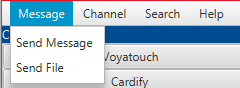 Message Channel Search Help
C
Send Message
Voyatouch
Send File
Cardify